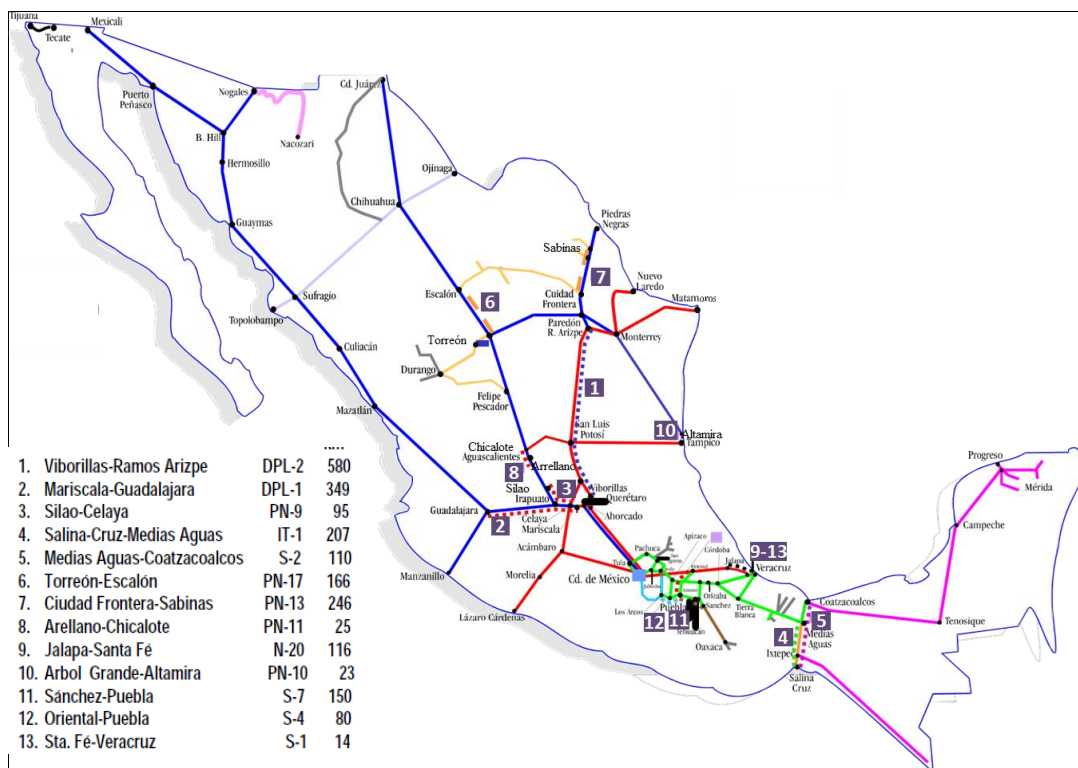 Tijuana
Tecate
Mexicali
Puerto
Peñasco
Nogales
B. Hill
Nacozarí
Hermosillo
Guaymas
Cd. Juárez
Ojinaga
Chihuahua
Sufragio
Topolobampo
Culiacán
Mazatlán
Escalón
6
Torreón
Durango
Felipe
Pescador
Piedras
Negras
Sabinas
7
Cuidad
Frontera
Nuevo
Laredo
Matamoros
Paredón
R. Arizpe
Monterrey
1
San Luis
Potosí
10
Altamira
Tampico
Chicalote
Aguascalientes
8
Arrellano
Silao
Irapuato
3
Viborillas
Querétaro
Ahorcado
Guadalajara
2
Celaya
Mariscala
Acámbaro
Manzanillo
Morelia
Lázaro Cárdenas
Pachuca
Tula
Cd. de México
Apizaco
Córdoba
Jalapa
9-13
Veracruz
Los Arcos
12
Puebla
11
Orizaba
Sanchez
Tehuacán
Tierra
Blanca
Oaxaca
Coatzacoalcos
5
4
Medias
Aguas
Ixtepec
Salina
Cruz
Tenosique
Campeche
Progreso
Mérida
1. Viborillas-Ramos Arizpe DPL-2 580
2. Mariscala-Guadalajara DPL-1 349
3. Silao-Celaya PN-9 95
4. Salina-Cruz-Medias Aguas IT-1 207
5. Medias Aguas-Coatzacoalcos S-2 110
6. Torreón-Escalón PN-17 166
7. Ciudad Frontera-Sabinas PN-13 246
8. Arellano-Chicalote PN-11 25
9. Jalapa-Santa Fé N-20 116
10. Arbol Grande-Altamira PN-10 23
11. Sánchez-Puebla S-7 150
12. Oriental-Puebla S-4 80
13. Sta. Fé-Veracruz S-1 14